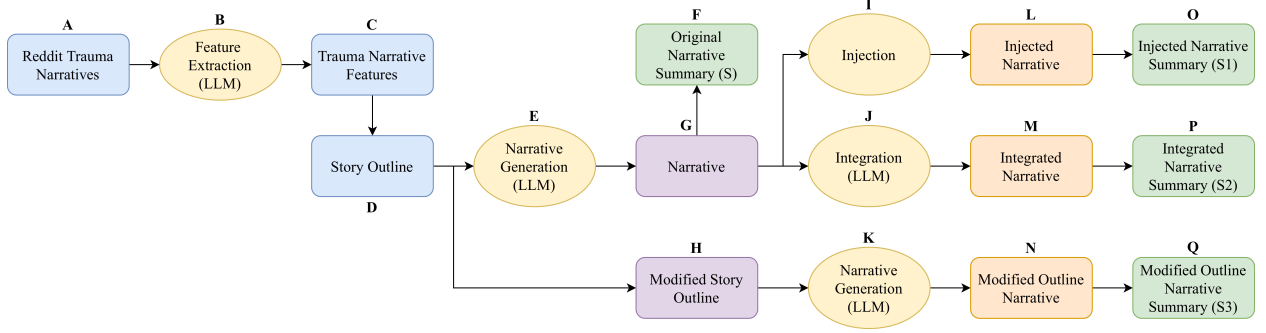 A
Reddit Trauma
Narratives
B
Feature
Extraction
(LLM)
C
Trauma Narrative
Features
Story Outline
D
E
Narrative
Generation
(LLM)
F
Original
Narrative
Summary (S)
G
Narrative
H
Modified Story
Outline
I
Injection
J
Integration
(LLM)
K
Narrative
Generation
(LLM)
L
Injected
Narrative
M
Integrated
Narrative
N
Modified Outline
Narrative
O
Injected Narrative
Summary (S1)
P
Integrated
Narrative
Summary (S2)
Q
Modified Outline
Narrative
Summary (S3)